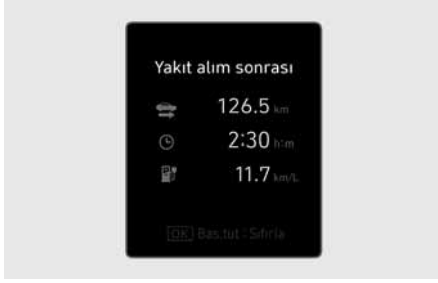 Yakıt alım sonrası
126.5 km
2:30 h:m
11.7 km/L
OK Bas.tut : Sıfırla